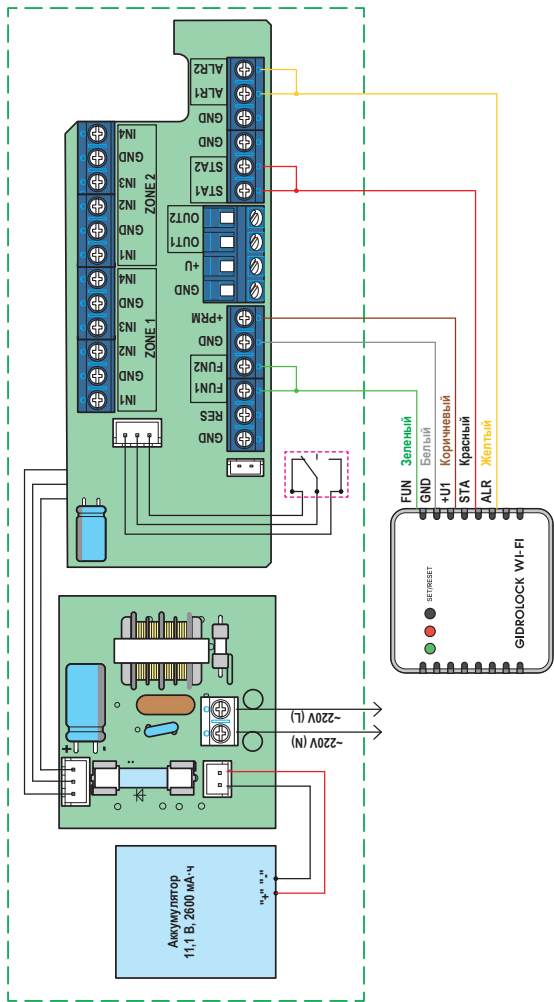 ALR2
ALR1
GND
GND
STA2
STA1
OUT2
OUT1
+U
GND
+PRM
GND
FUN2
FUN1
RES
GND
IN4
GND
IN3
IN2
GND
IN1
ZONE 2
IN4
GND
IN3
IN2
GND
IN1
ZONE 1
FUN Зеленый
GND Белый
+U1 Коричневый
STA Красный
ALR Желтый
SET/RESET
GIDROLOCK WI-FI
+
-
~220V (L)
~220V (N)
Аккумулятор
11,1 В, 2600 мА·ч
"+" "-"